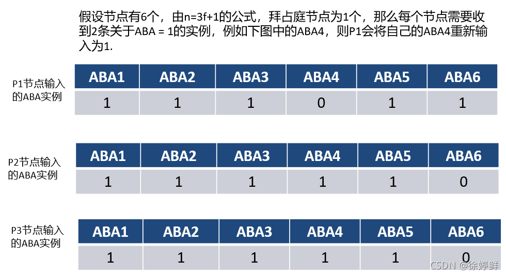 假设节点有6个，由n=3f+1的公式，拜占庭节点为1个，那么每个节点需要收
到2条关于ABA = 1的实例，例如下图中的ABA4，则P1会将自己的ABA4重新输
入为1.
P1节点输入
的ABA实例
ABA1 ABA2 ABA3 ABA4 ABA5 ABA6
1 1 1 0 1 1
P2节点输入
的ABA实例
ABA1 ABA2 ABA3 ABA4 ABA5 ABA6
1 1 1 1 1 0
P3节点输入
的ABA实例
ABA1 ABA2 ABA3 ABA4 ABA5 ABA6
1 1 1 1 1 0
CSDN @徐婷鲜